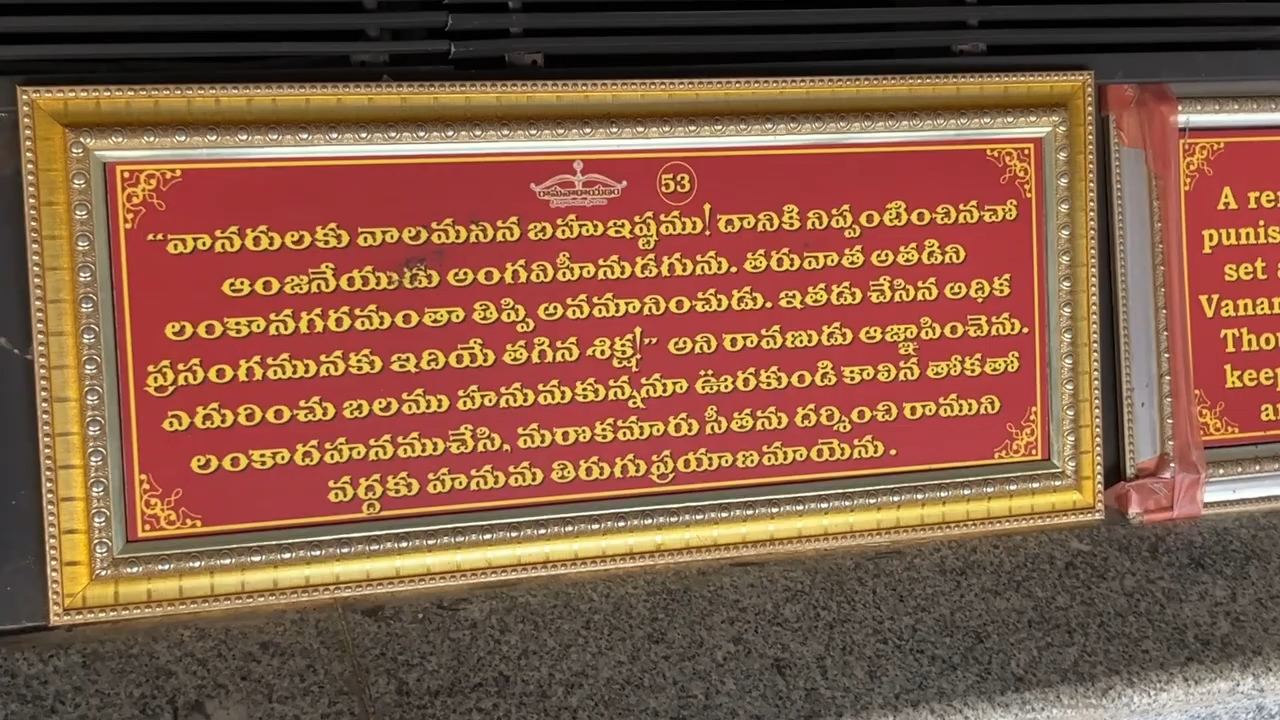 రామనారాయణం
53
“వానరులకు వాలమనిన బహుఇష్టము! దానికి నిప్పంటించినచో
ఆంజనేయుడు అంగవిహీనుడగును. తరువాత అతడిని
లంకానగరమంతా తిప్పి అవమానించుడు. ఇతడు చేసిన అధిక
ప్రసంగమునకు ఇదియే తగిన శిక్ష!” అని రావణుడు ఆజ్ఞాపించెను.
ఎదురించు బలము హనుమకున్ననూ ఊరకుండి కాలిన తోకతో
లంకాదహనముచేసి, మరొకమారు సీతను దర్శించి రాముని
వద్దకు హనుమ తిరుగుప్రయాణమాయెను.
A re
punis
set
Vanar
Thou
keep
a